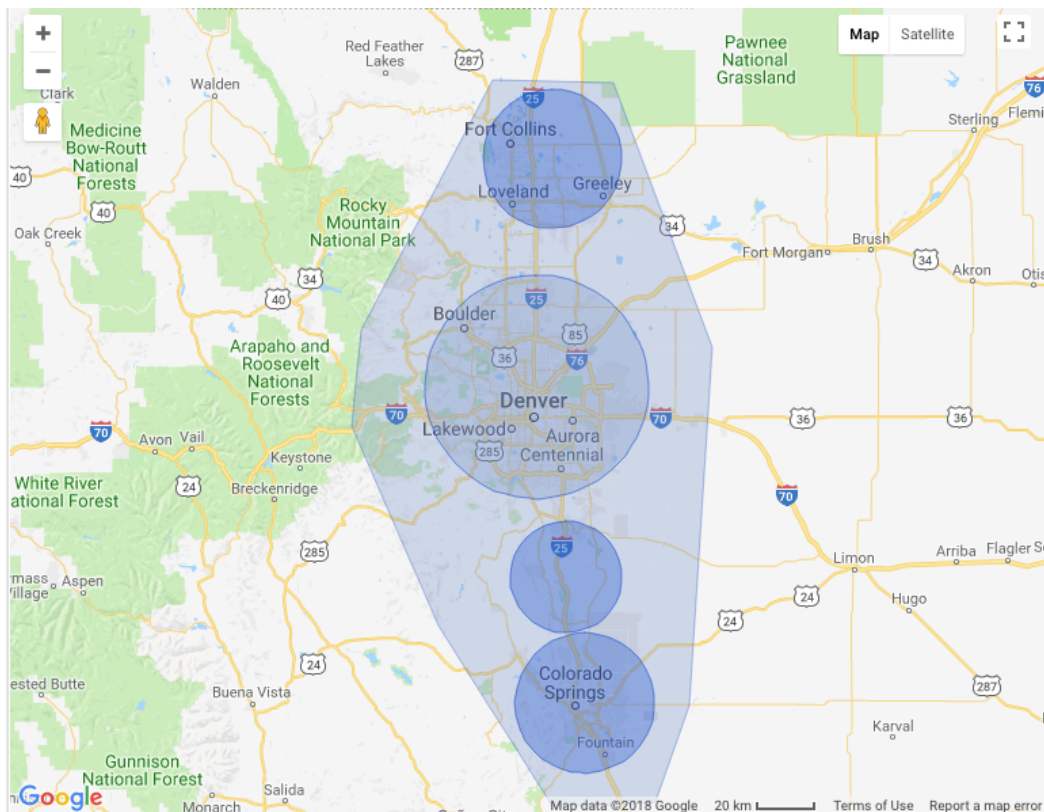 +
−
Map
Satellite
Red Feather
Lakes
287
Pawnee
National
Grassland
Walden
Clark
25
76
Medicine
Bow-Routt
National
Forests
Fort Collins
Sterling
40
Loveland
Greeley
40
Rocky
Mountain
National Park
34
Oak Creek
Brush
Fort Morgan
34
34
Akron
40
25
Boulder
85
Arapaho and
Roosevelt
National
Forests
36
76
Denver
70
70
36
36
70
Avon
Vail
Lakewood
Aurora
Centennial
285
Keystone
24
White River
Breckenridge
70
285
25
Limon
Arriba
Flagler
Aspen
Village
24
Hugo
24
24
Colorado
Springs
287
Buena Vista
Karval
Fountain
Gunnison
National Forest
Salida
Google
Monarch
Map data ©2018 Google
20 km
Terms of Use
Report a map error